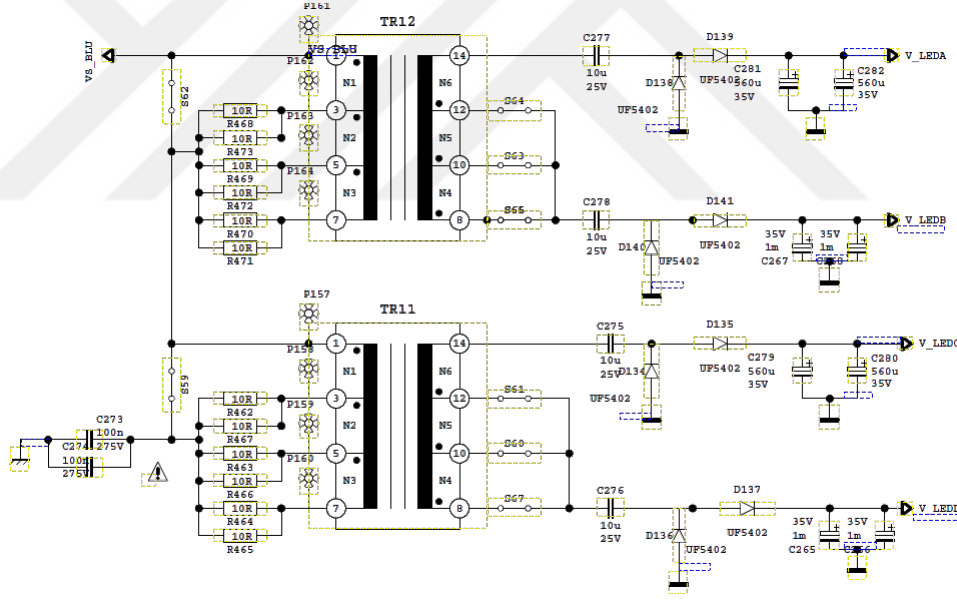 P161
TR12
VS_BLU
VS_BLU
1
14
C277
10u
25V
D139
UF5402
V_LEDA
P162
N1
N6
D138
UF5402
C281
560u
35V
C282
560u
35V
S62
10R
R468
3
12
S64
P163
10R
R473
N2
N5
10R
R469
5
10
S63
P164
10R
R472
N3
N4
10R
R470
7
8
S65
C278
10u
25V
D141
UF5402
V_LEDB
10R
R471
D140
UF5402
35V
1m
C267
35V
1m
P157
TR11
1
14
C275
10u
25V
D135
UF5402
P158
N1
N6
D134
UF5402
C279
560u
35V
C280
560u
35V
S59
10R
R462
3
12
S61
P159
10R
R467
N2
N5
C273
100n
275V
10R
R463
5
10
S60
P160
C274
100n
275V
10R
R466
N3
N4
10R
R464
7
8
S67
C276
10u
25V
D137
UF5402
10R
R465
D136
UF5402
35V
1m
C265
35V
1m